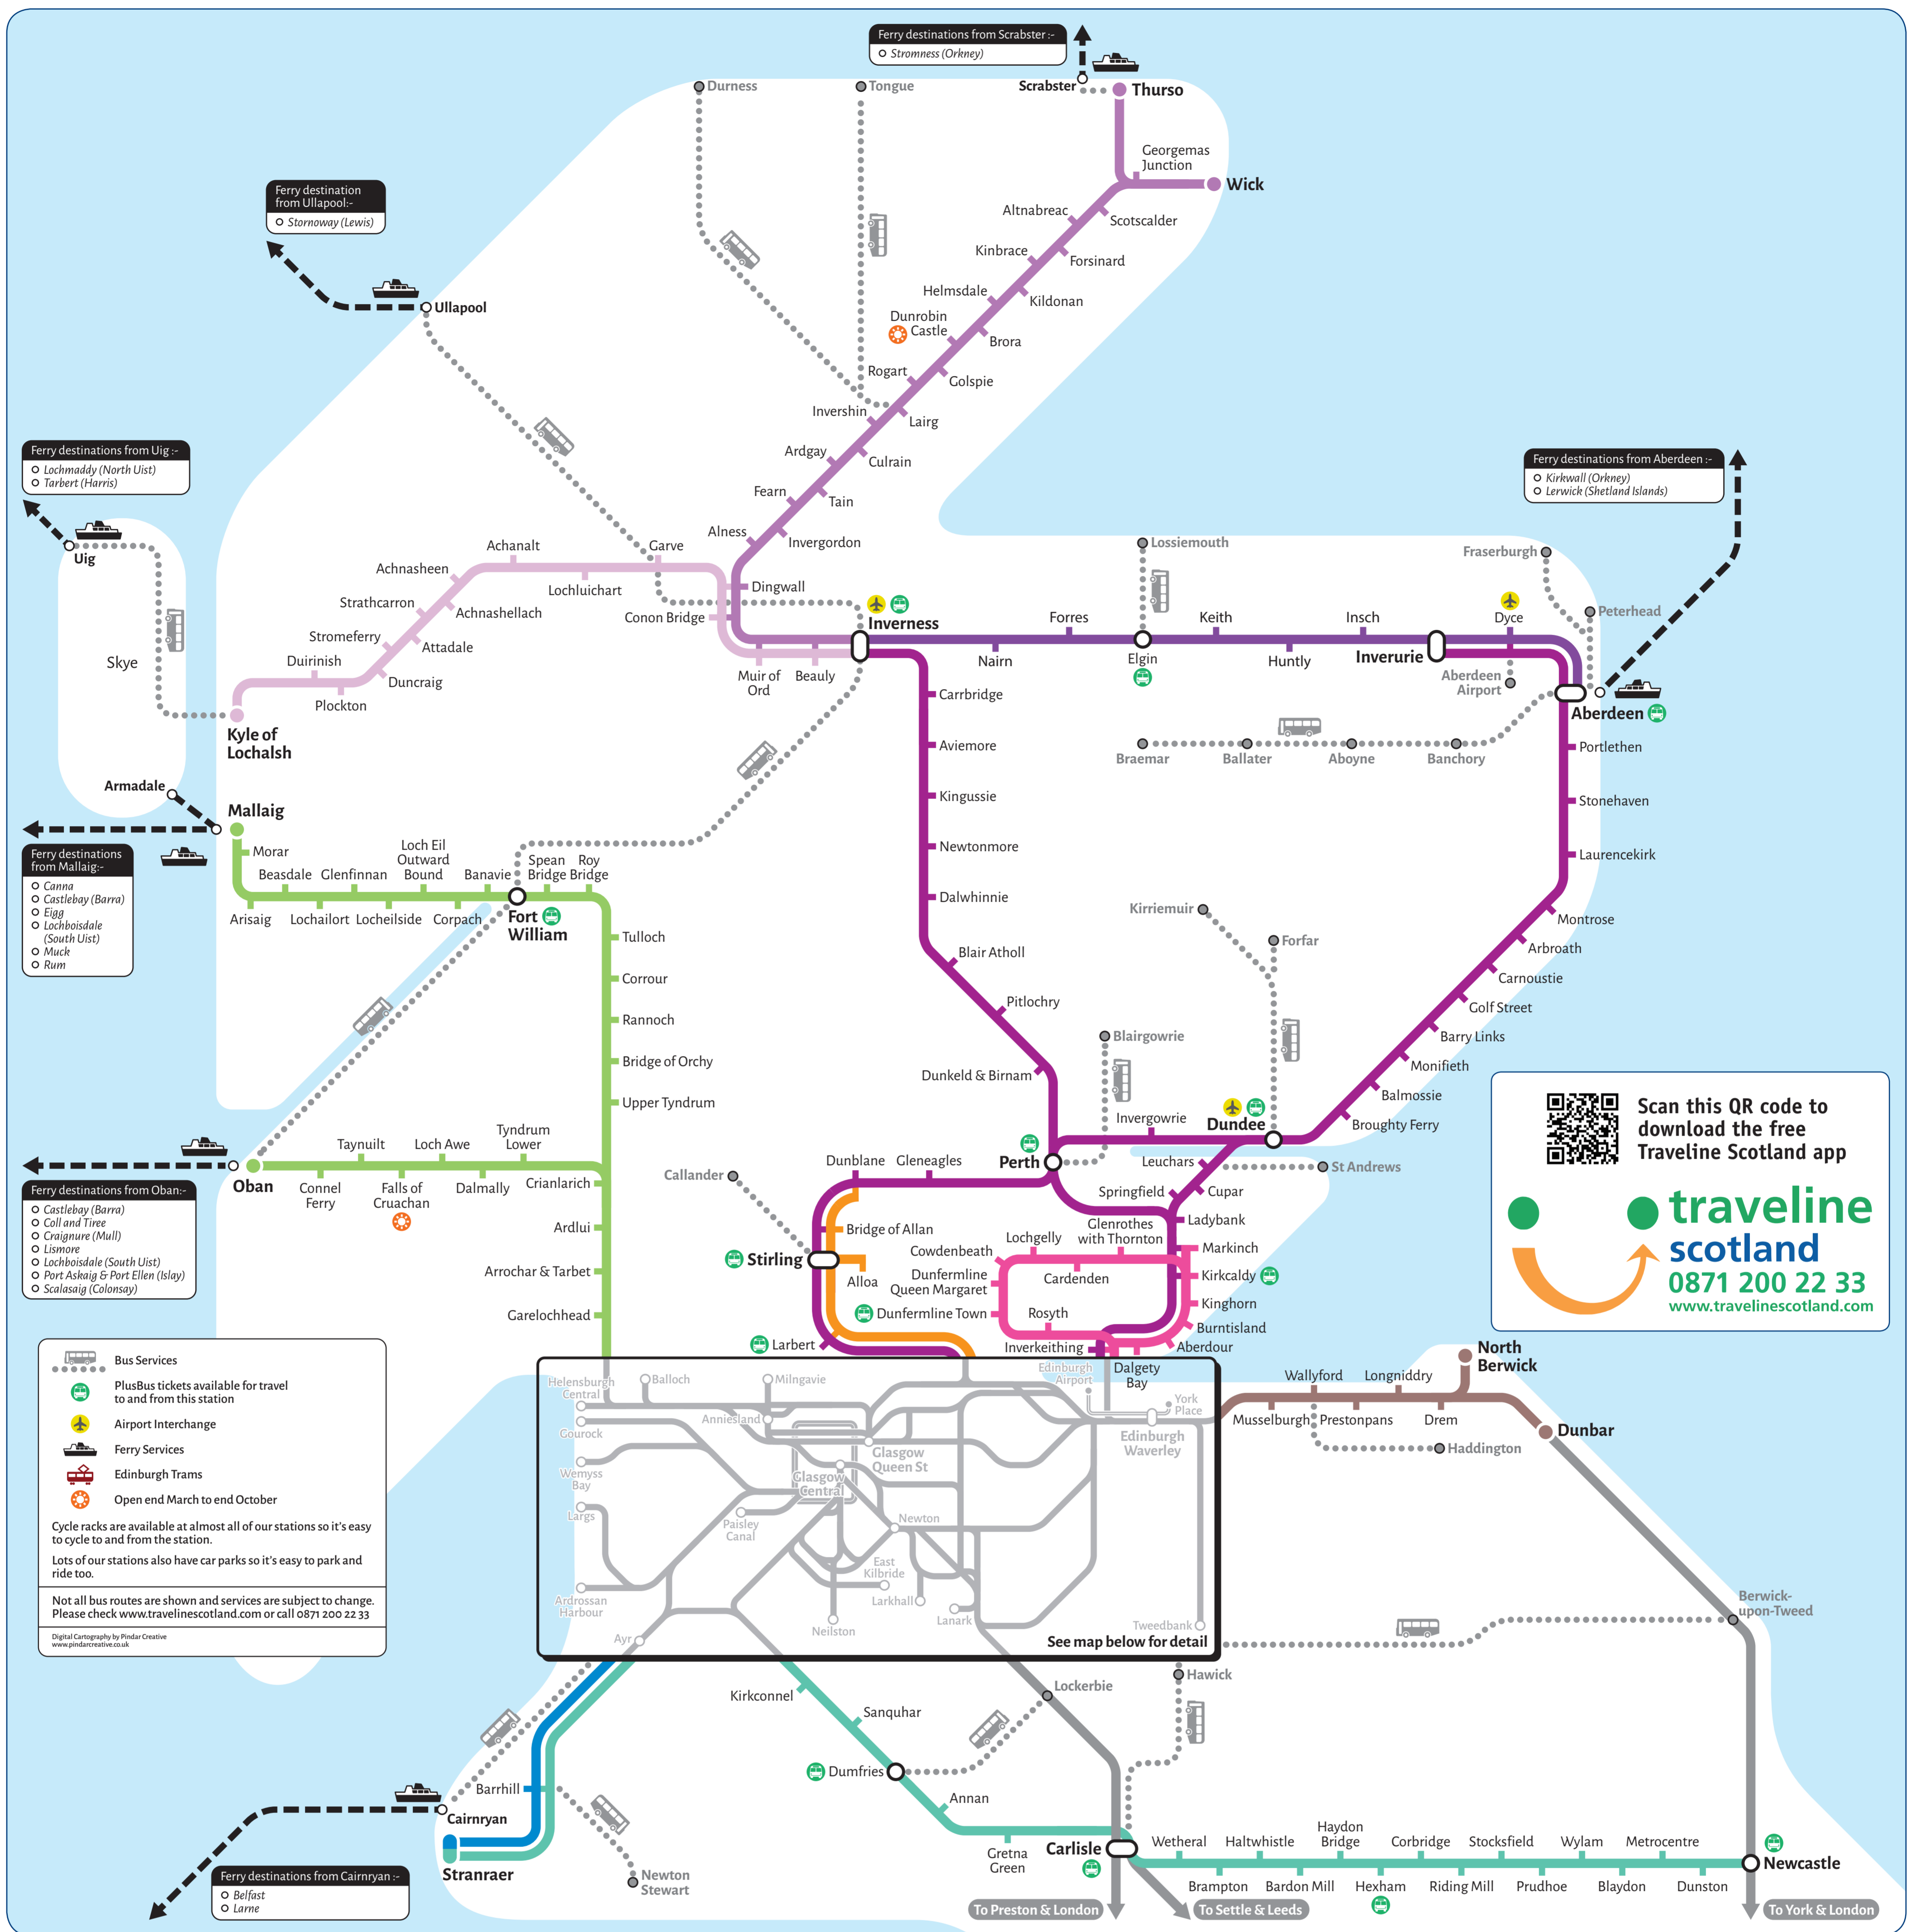 Ferry destinations from Scrabster :-
Stromness (Orkney)
Durness
Tongue
Scrabster
Thurso
Georgemas
Junction
Wick
Ferry destination
from Ullapool:-
Stornoway (Lewis)
Altnabreac
Scotscalder
Kinbrace
Forsinard
Helmsdale
Kildonan
Ullapool
Dunrobin
Castle
Brora
Rogart
Golspie
Invershin
Lairg
Ardgay
Culrain
Ferry destinations from Uig :-
Lochmaddy (North Uist)
Tarbert (Harris)
Ferry destinations from Aberdeen :-
Kirkwall (Orkney)
Lerwick (Shetland Islands)
Fearn
Tain
Alness
Invergordon
Uig
Achanalt
Garve
Lossiemouth
Fraserburgh
Achnasheen
Lochluichart
Dingwall
Strathcarron
Achnashellach
Conon Bridge
Inverness
Forres
Keith
Insch
Dyce
Peterhead
Stromeferry
Attadale
Skye
Duirinish
Duncraig
Plockton
Muir of
Ord
Beauly
Nairn
Elgin
Huntly
Inverurie
Aberdeen
Airport
Carrbridge
Aberdeen
Kyle of
Lochalsh
Aviemore
Braemar
Ballater
Aboyne
Banchory
Portlethen
Armadale
Mallaig
Kingussie
Stonehaven
Ferry destinations
from Mallaig:-
Canna
Castlebay (Barra)
Eigg
Lochboisdale
(South Uist)
Muck
Rum
Morar
Beasdale
Glenfinnan
Loch Eil
Outward
Bound
Banavie
Spean
Bridge
Roy
Bridge
Newtonmore
Laurencekirk
Arisaig
Lochailort
Locheilside
Corpach
Fort
William
Dalwhinnie
Kirriemuir
Montrose
Tulloch
Forfar
Arbroath
Blair Atholl
Corrour
Carnoustie
Pitlochry
Golf Street
Rannoch
Blairgowrie
Barry Links
Bridge of Orchy
Dunkeld & Birnam
Monifieth
Upper Tyndrum
Balmossie
Invergowrie
Dundee
Broughty Ferry
Scan this QR code to
download the free
Traveline Scotland app
traveline
scotland
0871 200 22 33
www.travelinescotland.com
Taynuilt
Loch Awe
Tyndrum
Lower
Oban
Connel
Ferry
Falls of
Cruachan
Dalmally
Crianlarich
Callander
Dunblane
Gleneagles
Perth
Leuchars
St Andrews
Springfield
Cupar
Ferry destinations from Oban:-
Castlebay (Barra)
Coll and Tiree
Craignure (Mull)
Lismore
Lochboisdale (South Uist)
Port Askaig & Port Ellen (Islay)
Scalasaig (Colonsay)
Ardlui
Bridge of Allan
Ladybank
Lochgelly
Glenrothes
with Thornton
Cowdenbeath
Markinch
Stirling
Arrochar & Tarbet
Alloa
Dunfermline
Queen Margaret
Cardenden
Kirkcaldy
Garelochhead
Dunfermline Town
Rosyth
Kinghorn
Burntisland
Larbert
Inverkeithing
Aberdour
Dalgety
Bay
Bus Services
PlusBus tickets available for travel
to and from this station
Airport Interchange
Ferry Services
Edinburgh Trams
Open end March to end October
Cycle racks are available at almost all of our stations so it's easy
to cycle to and from the station.
Lots of our stations also have car parks so it's easy to park and
ride too.
Not all bus routes are shown and services are subject to change.
Please check www.travelinescotland.com or call 0871 200 22 33
Digital Cartography by Pindar Creative
www.pindarcreative.co.uk
Helensburgh
Central
Balloch
Milngavie
Edinburgh
Airport
York
Place
Anniesland
Gourock
Glasgow
Queen St
Edinburgh
Waverley
Wemyss
Bay
Glasgow
Central
Largs
Paisley
Canal
Newton
East
Kilbride
Ardrossan
Harbour
Larkhall
Lanark
Neilston
Tweedbank
Ayr
See map below for detail
North
Berwick
Wallyford
Longniddry
Musselburgh
Prestonpans
Drem
Dunbar
Haddington
Berwick-
upon-Tweed
Hawick
Lockerbie
Kirkconnel
Sanquhar
Dumfries
Barrhill
Annan
Cairnryan
Stranraer
Newton
Stewart
Ferry destinations from Cairnryan :-
Belfast
Larne
Gretna
Green
Carlisle
Wetheral
Haltwhistle
Haydon
Bridge
Corbridge
Stocksfield
Wylam
Metrocentre
Newcastle
Brampton
Bardon Mill
Hexham
Riding Mill
Prudhoe
Blaydon
Dunston
To Preston & London
To Settle & Leeds
To York & London